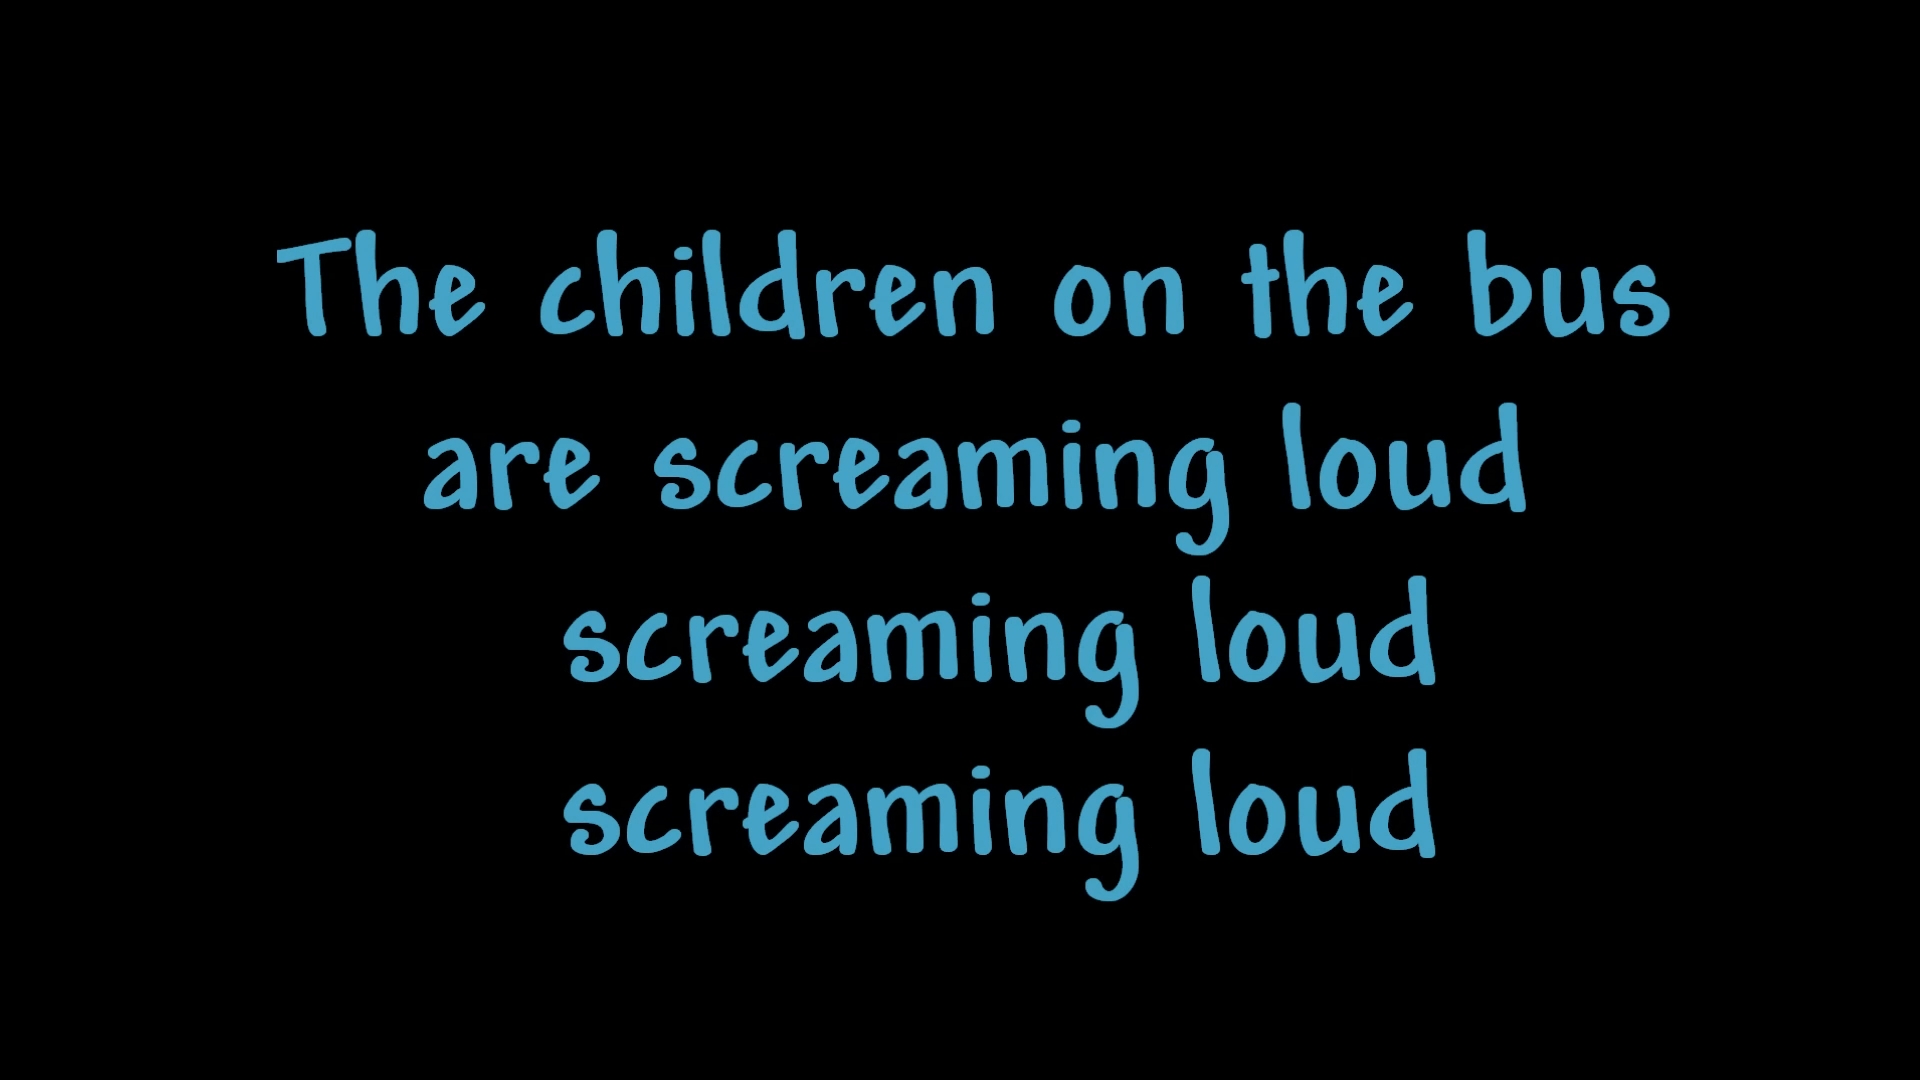 The children on the bus
are screaming loud
screaming loud
screaming loud